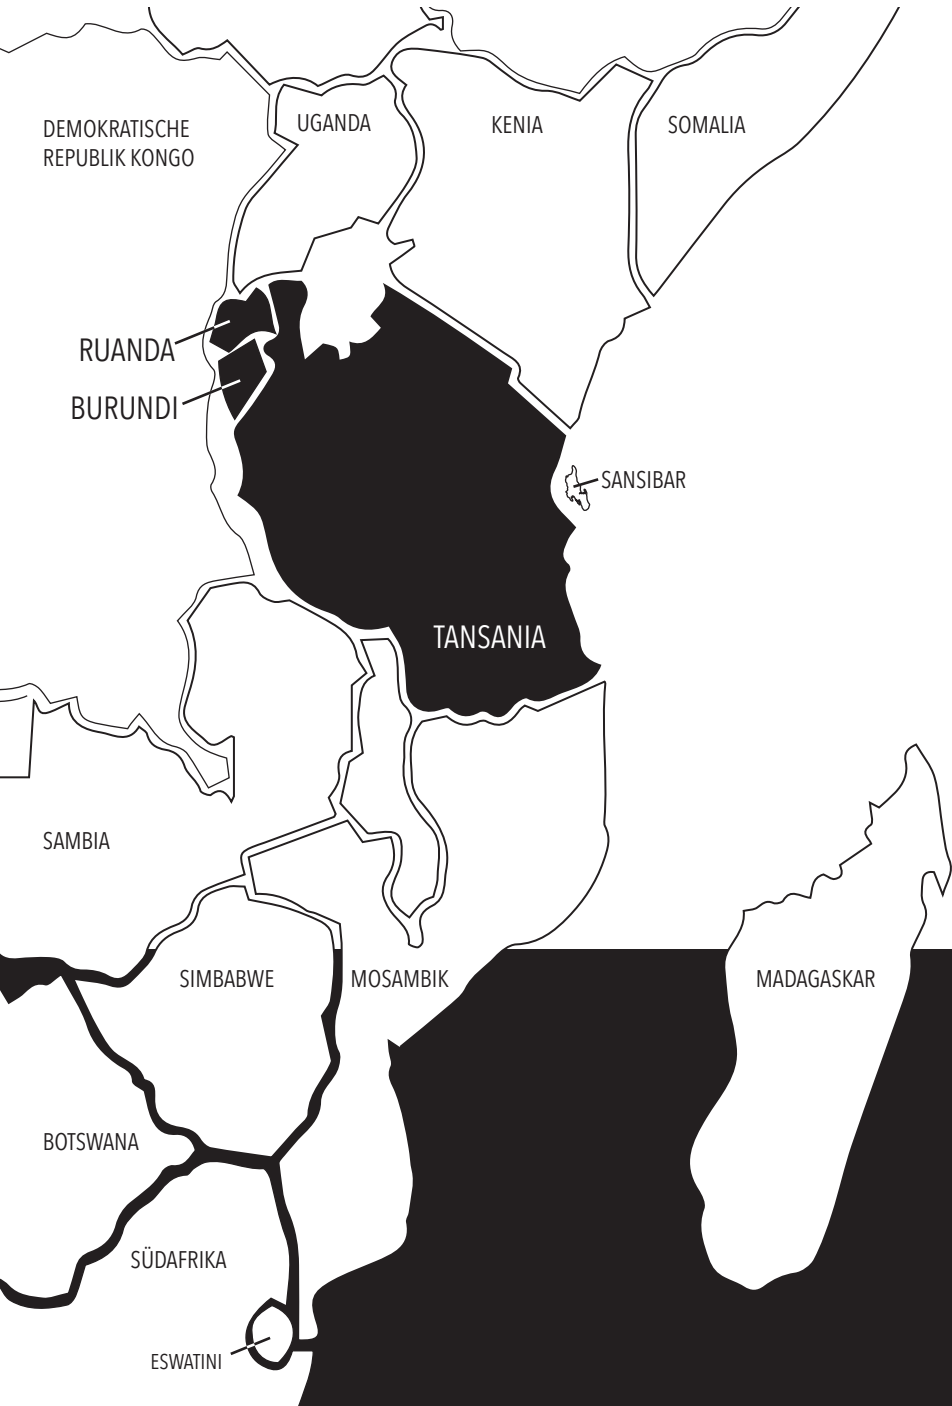 DEMOKRATISCHE
REPUBLIK KONGO
UGANDA
KENIA
SOMALIA
RUANDA
BURUNDI
SANSIBAR
TANSANIA
SAMBIA
SIMBABWE
MOSAMBIK
MADAGASKAR
BOTSWANA
SÜDAFRIKA
ESWATINI